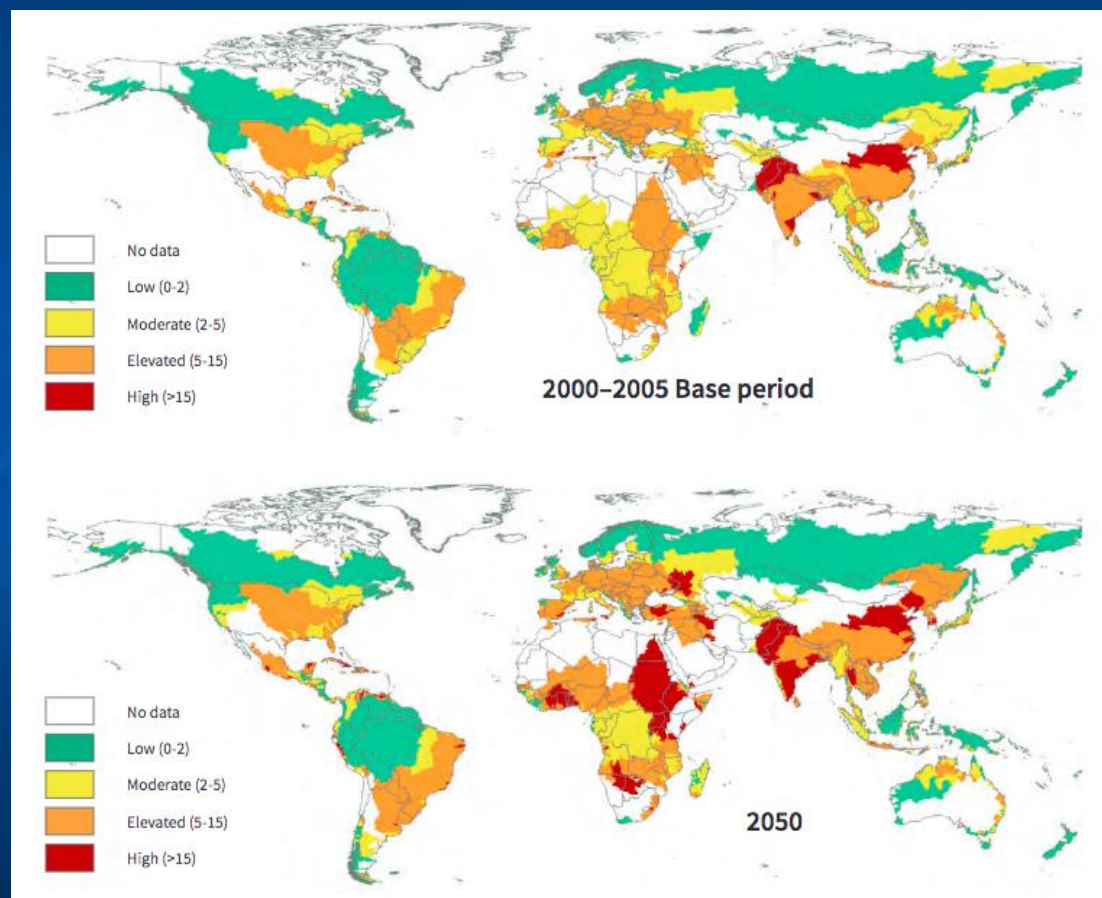 No data
Low (0-2)
Moderate (2-5)
Elevated (5-15)
High (>15)
2000–2005 Base period
No data
Low (0-2)
Moderate (2-5)
Elevated (5-15)
High (>15)
2050